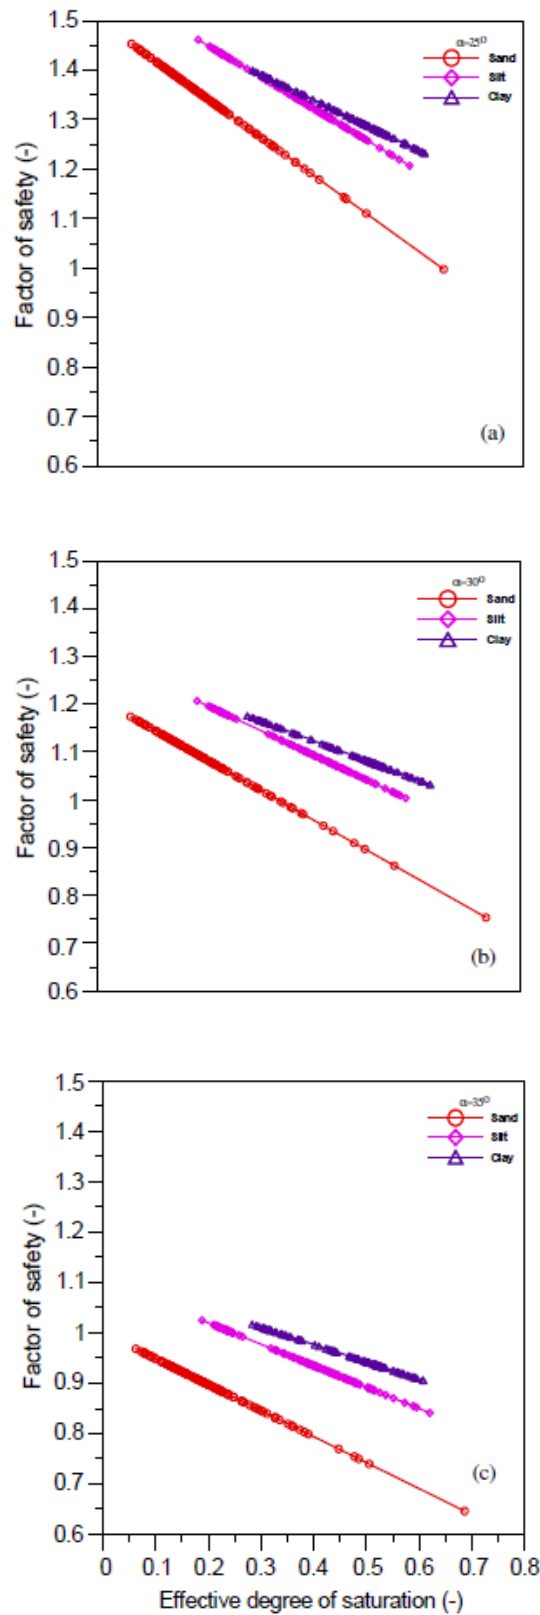 1.5
α=25⁰
Sand
1.4
Silt
Clay
1.3
1.2
1.1
1
0.9
0.8
0.7
0.6
Factor of safety (-)
(a)
1.5
α=30⁰
Sand
1.4
Silt
Clay
1.3
1.2
1.1
1
0.9
0.8
0.7
0.6
Factor of safety (-)
(b)
1.5
α=35⁰
Sand
1.4
Silt
Clay
1.3
1.2
1.1
1
0.9
0.8
0.7
0.6
Factor of safety (-)
(c)
0 0.1 0.2 0.3 0.4 0.5 0.6 0.7 0.8
Effective degree of saturation (-)